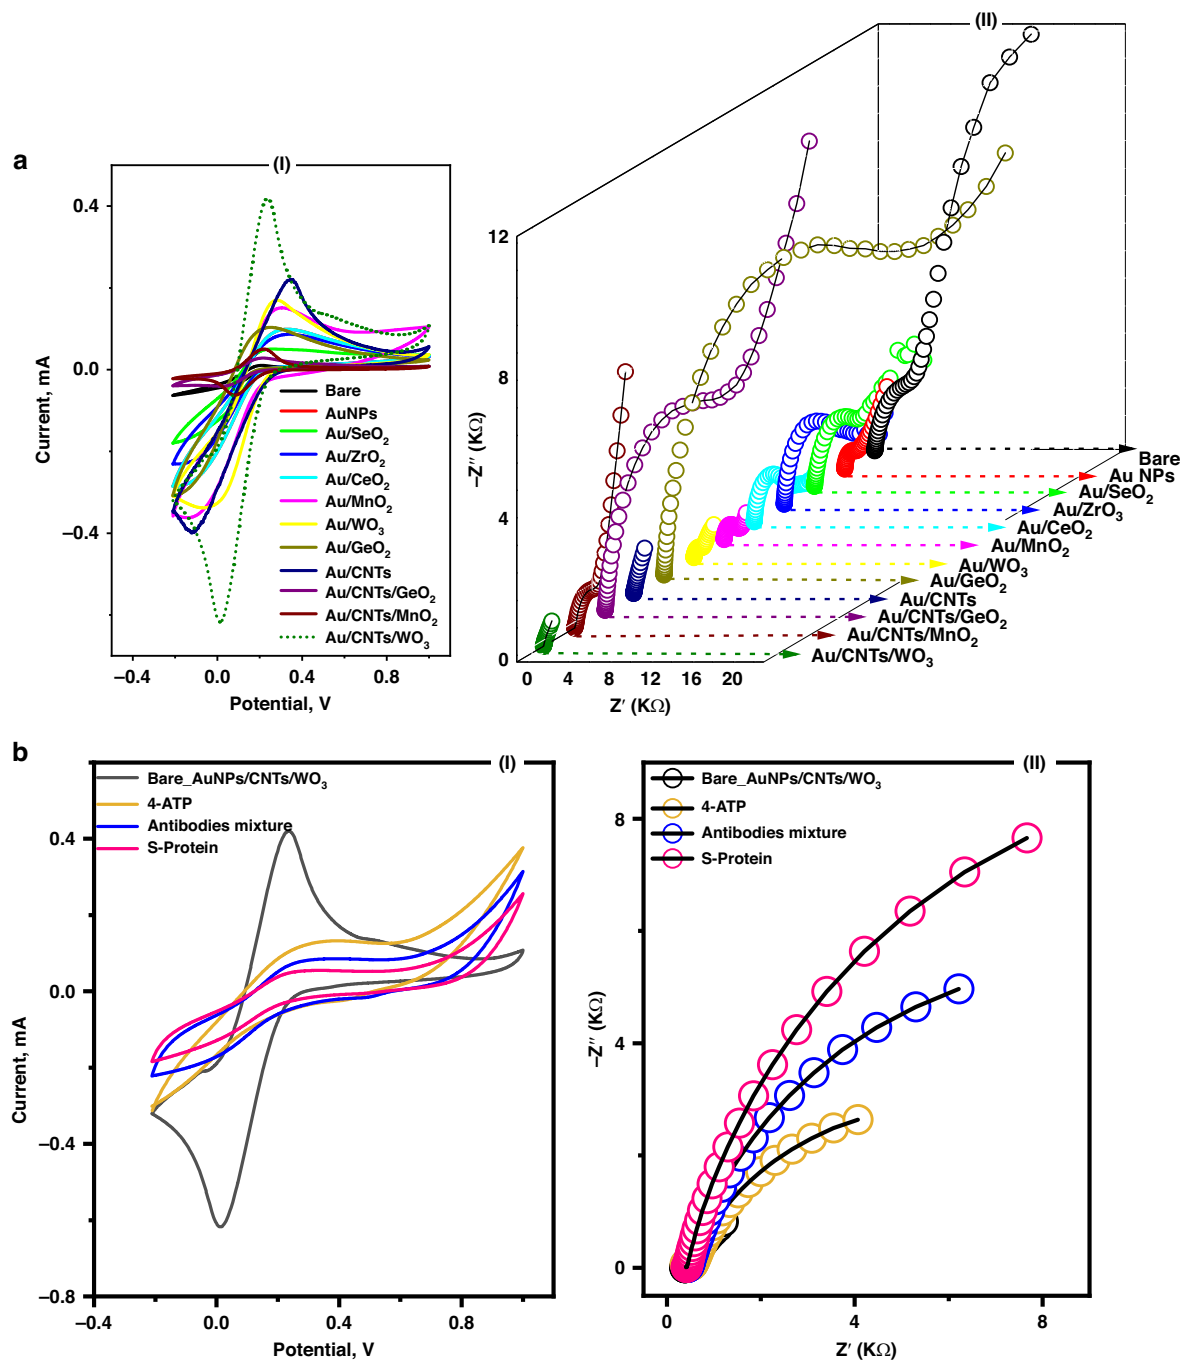 a
(I)
0.4
0.0
−0.4
Current, mA
−0.4
0.0
0.4
0.8
Potential, V
Bare
AuNPs
Au/SeO₂
Au/ZrO₂
Au/CeO₂
Au/MnO₂
Au/WO₃
Au/GeO₂
Au/CNTs
Au/CNTs/GeO₂
Au/CNTs/MnO₂
Au/CNTs/WO₃
(II)
12
8
4
0
−Z″ (KΩ)
0
4
8
12
16
20
Z′ (KΩ)
Bare
Au NPs
Au/SeO₂
Au/ZrO₃
Au/CeO₂
Au/MnO₂
Au/WO₃
Au/GeO₂
Au/CNTs
Au/CNTs/GeO₂
Au/CNTs/MnO₂
Au/CNTs/WO₃
b
(I)
Bare_AuNPs/CNTs/WO₃
4-ATP
Antibodies mixture
S-Protein
0.4
0.0
−0.4
−0.8
Current, mA
−0.4
0.0
0.4
0.8
Potential, V
(II)
Bare_AuNPs/CNTs/WO₃
4-ATP
Antibodies mixture
S-Protein
8
4
0
−Z″ (KΩ)
0
4
8
Z′ (KΩ)